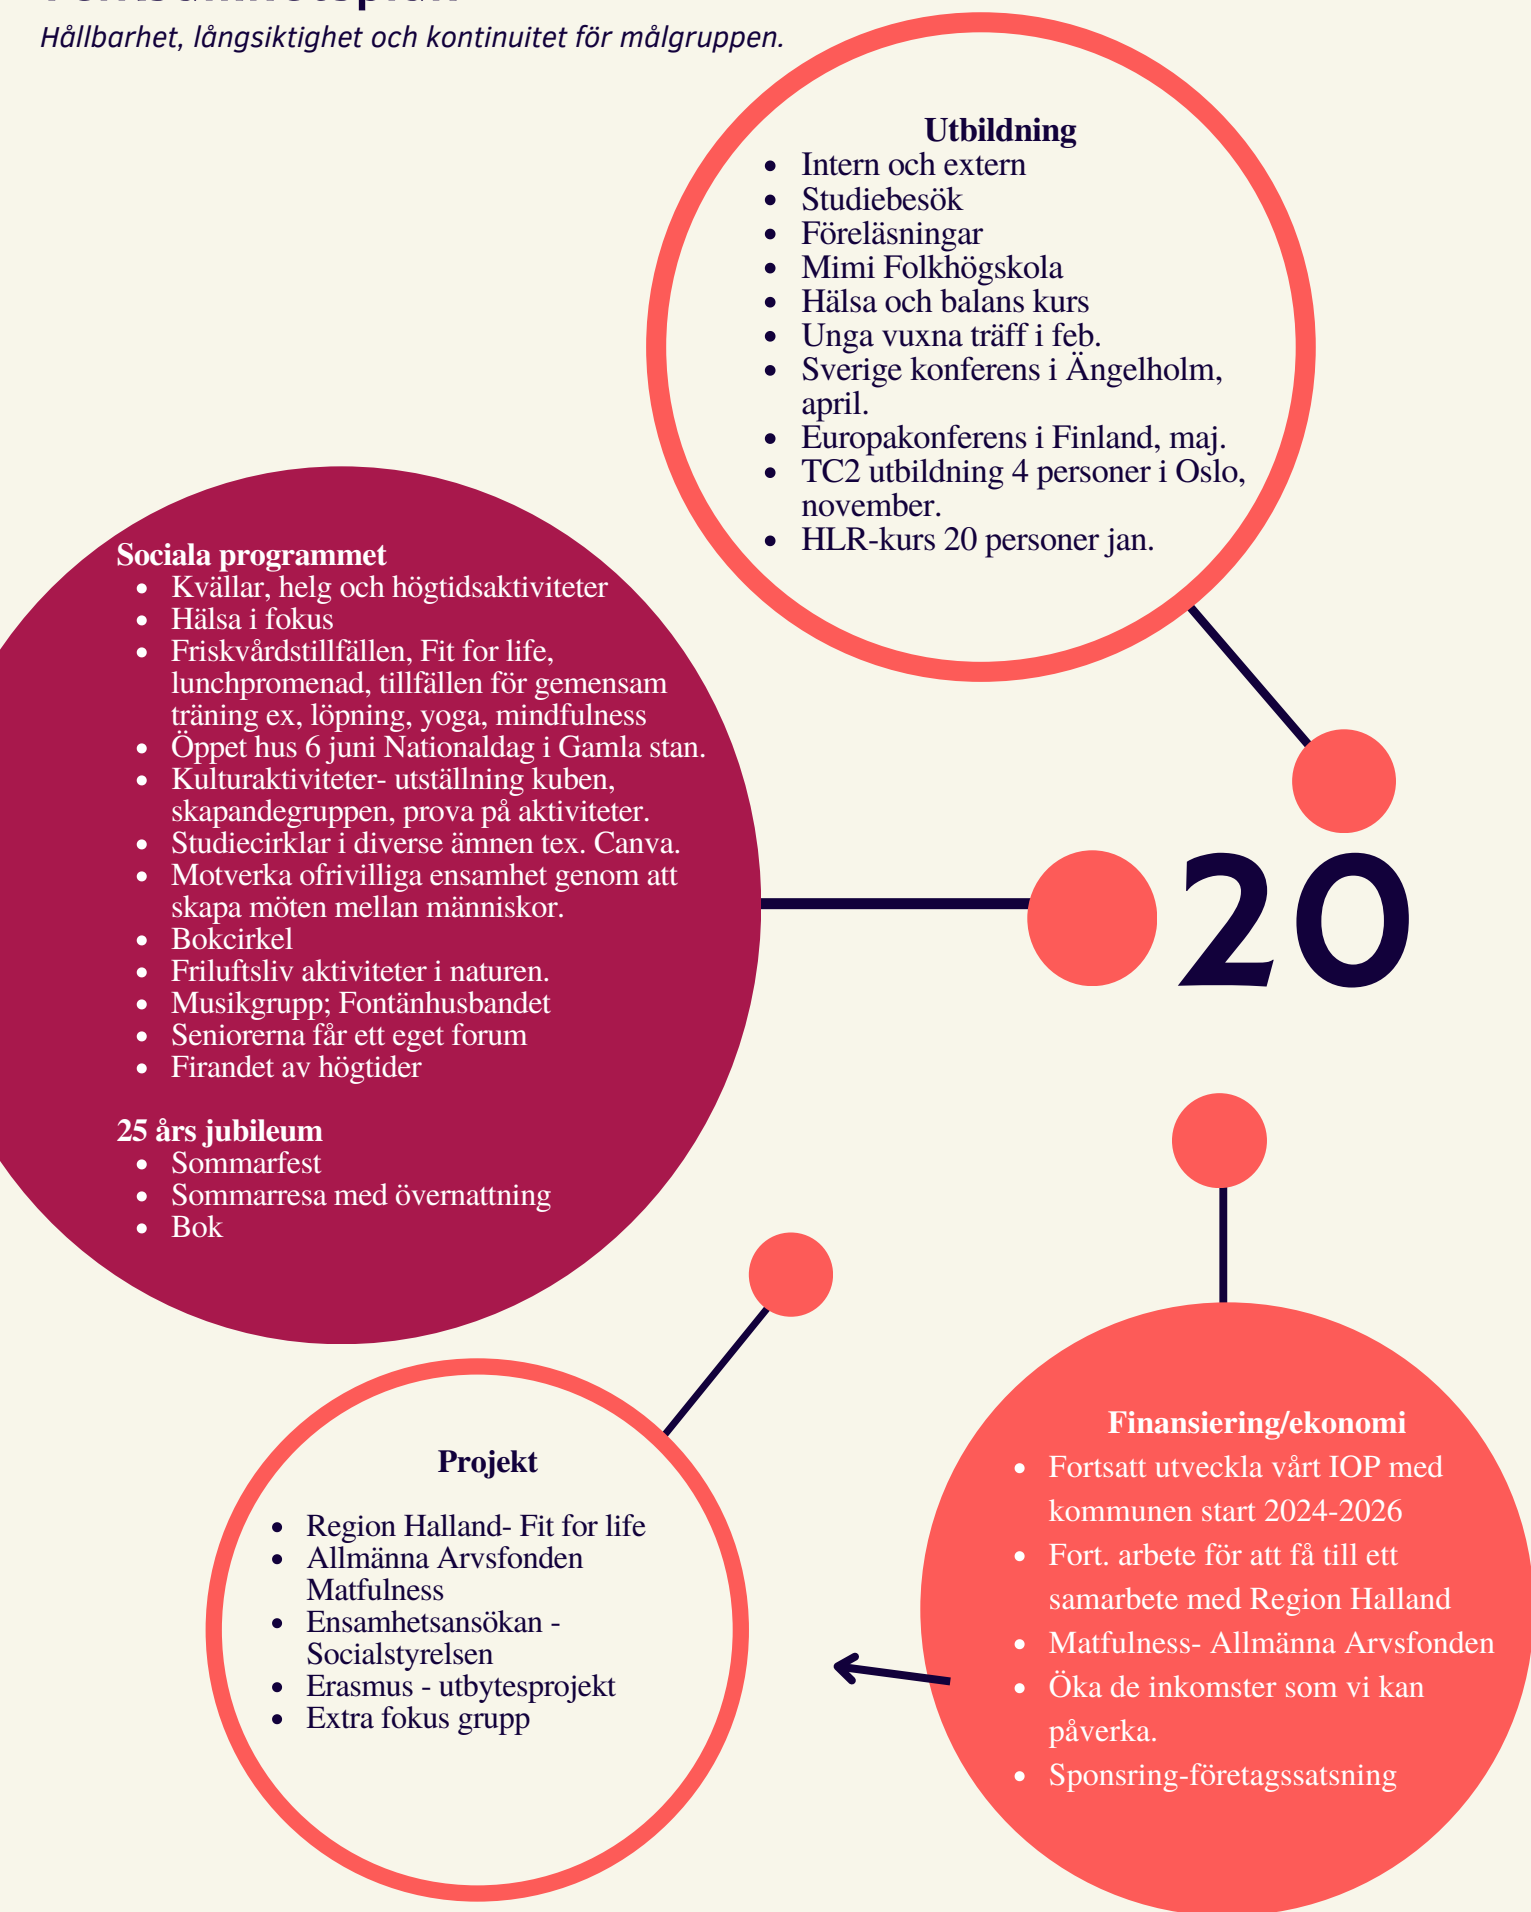 Hållbarhet, långsiktighet och kontinuitet för målgruppen.
Utbildning
• Intern och extern
• Studiebesök
• Föreläsningar
• Mimi Folkhögskola
• Hälsa och balans kurs
• Unga vuxna träff i feb.
• Sverige konferens i Ängelholm,
april.
• Europakonferens i Finland, maj.
• TC2 utbildning 4 personer i Oslo,
november.
• HLR-kurs 20 personer jan.
Sociala programmet
• Kvällar, helg och högtidsaktiviteter
• Hälsa i fokus
• Friskvårdstillfällen, Fit for life,
lunchpromenad, tillfällen för gemensam
träning ex, löpning, yoga, mindfulness
• Öppet hus 6 juni Nationaldag i Gamla stan.
• Kulturaktiviteter- utställning kuben,
skapandegruppen, prova på aktiviteter.
• Studiecirklar i diverse ämnen tex. Canva.
• Motverka ofrivilliga ensamhet genom att
skapa möten mellan människor.
• Bokcirkel
• Friluftsliv aktiviteter i naturen.
• Musikgrupp; Fontänhusbandet
• Seniorerna får ett eget forum
• Firandet av högtider
25 års jubileum
• Sommarfest
• Sommarresa med övernattning
• Bok
20
Projekt
• Region Halland- Fit for life
• Allmänna Arvsfonden
Matfulness
• Ensamhetsansökan -
Socialstyrelsen
• Erasmus - utbytesprojekt
• Extra fokus grupp
Finansiering/ekonomi
• Fortsatt utveckla vårt IOP med
kommunen start 2024-2026
• Fort. arbete för att få till ett
samarbete med Region Halland
• Matfulness- Allmänna Arvsfonden
• Öka de inkomster som vi kan
påverka.
• Sponsring-företagssatsning